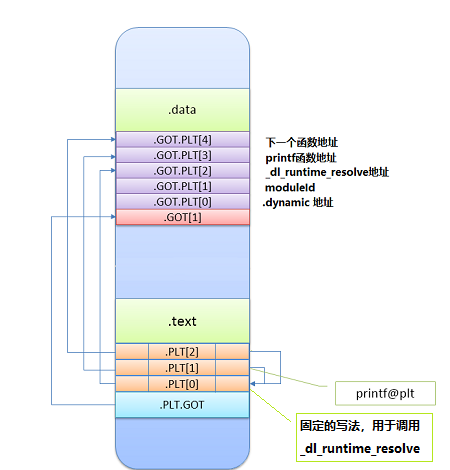 .data
.GOT.PLT[4] 下一个函数地址
.GOT.PLT[3] printf函数地址
.GOT.PLT[2] _dl_runtime_resolve地址
.GOT.PLT[1] moduleId
.GOT.PLT[0] .dynamic 地址
.GOT[1]
.text
.PLT[2]
.PLT[1]
.PLT[0]
.PLT.GOT
printf@plt
固定的写法，用于调用
_dl_runtime_resolve